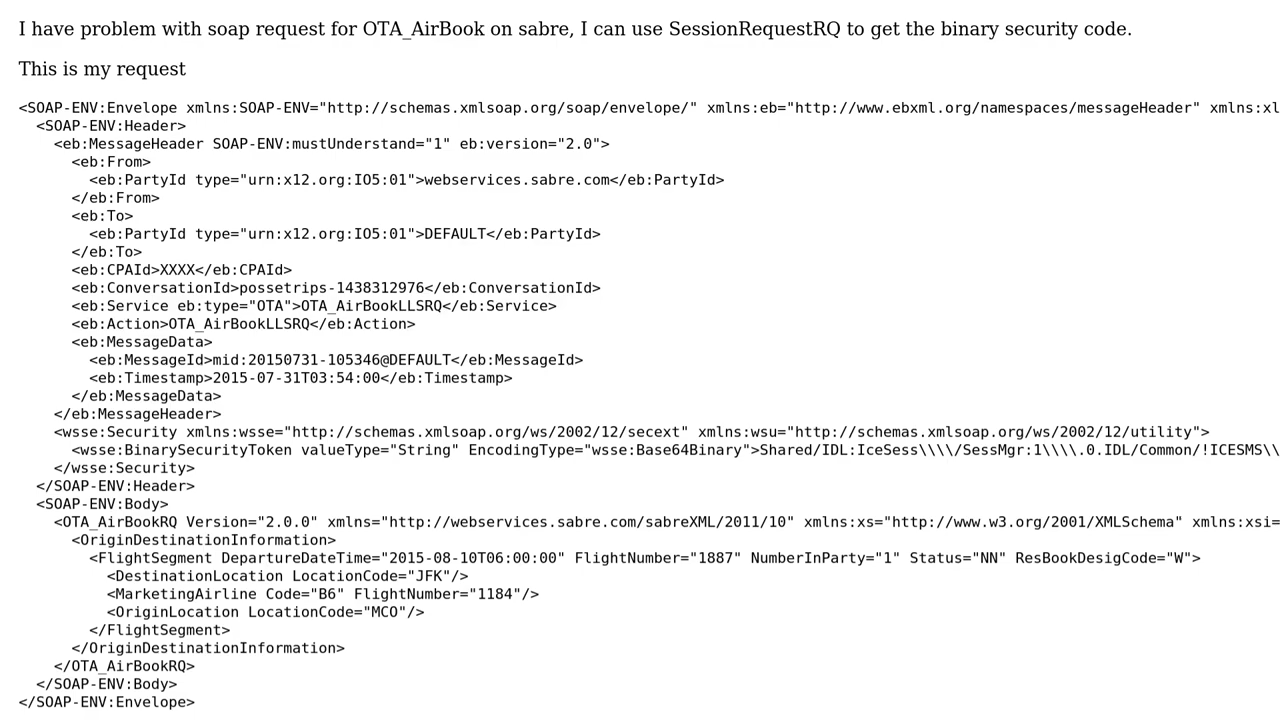 I have problem with soap request for OTA_AirBook on sabre, I can use SessionRequestRQ to get the binary security code.
This is my request
<SOAP-ENV:Envelope xmlns:SOAP-ENV="http://schemas.xmlsoap.org/soap/envelope/" xmlns:eb="http://www.ebxml.org/namespaces/messageHeader" xmlns:xl
  <SOAP-ENV:Header>
    <eb:MessageHeader SOAP-ENV:mustUnderstand="1" eb:version="2.0">
      <eb:From>
        <eb:PartyId type="urn:x12.org:IO5:01">webservices.sabre.com</eb:PartyId>
      </eb:From>
      <eb:To>
        <eb:PartyId type="urn:x12.org:IO5:01">DEFAULT</eb:PartyId>
      </eb:To>
      <eb:CPAId>XXXX</eb:CPAId>
      <eb:ConversationId>possetrips-1438312976</eb:ConversationId>
      <eb:Service eb:type="OTA">OTA_AirBookLLSRQ</eb:Service>
      <eb:Action>OTA_AirBookLLSRQ</eb:Action>
      <eb:MessageData>
        <eb:MessageId>mid:20150731-105346@DEFAULT</eb:MessageId>
        <eb:Timestamp>2015-07-31T03:54:00</eb:Timestamp>
      </eb:MessageData>
    </eb:MessageHeader>
    <wsse:Security xmlns:wsse="http://schemas.xmlsoap.org/ws/2002/12/secext" xmlns:wsu="http://schemas.xmlsoap.org/ws/2002/12/utility">
      <wsse:BinarySecurityToken valueType="String" EncodingType="wsse:Base64Binary">Shared/IDL:IceSess\\\\/SessMgr:1\\\\.0.IDL/Common/!ICESMS\\
    </wsse:Security>
  </SOAP-ENV:Header>
  <SOAP-ENV:Body>
    <OTA_AirBookRQ Version="2.0.0" xmlns="http://webservices.sabre.com/sabreXML/2011/10" xmlns:xs="http://www.w3.org/2001/XMLSchema" xmlns:xsi=
      <OriginDestinationInformation>
        <FlightSegment DepartureDateTime="2015-08-10T06:00:00" FlightNumber="1887" NumberInParty="1" Status="NN" ResBookDesigCode="W">
          <DestinationLocation LocationCode="JFK"/>
          <MarketingAirline Code="B6" FlightNumber="1184"/>
          <OriginLocation LocationCode="MCO"/>
        </FlightSegment>
      </OriginDestinationInformation>
    </OTA_AirBookRQ>
  </SOAP-ENV:Body>
</SOAP-ENV:Envelope>